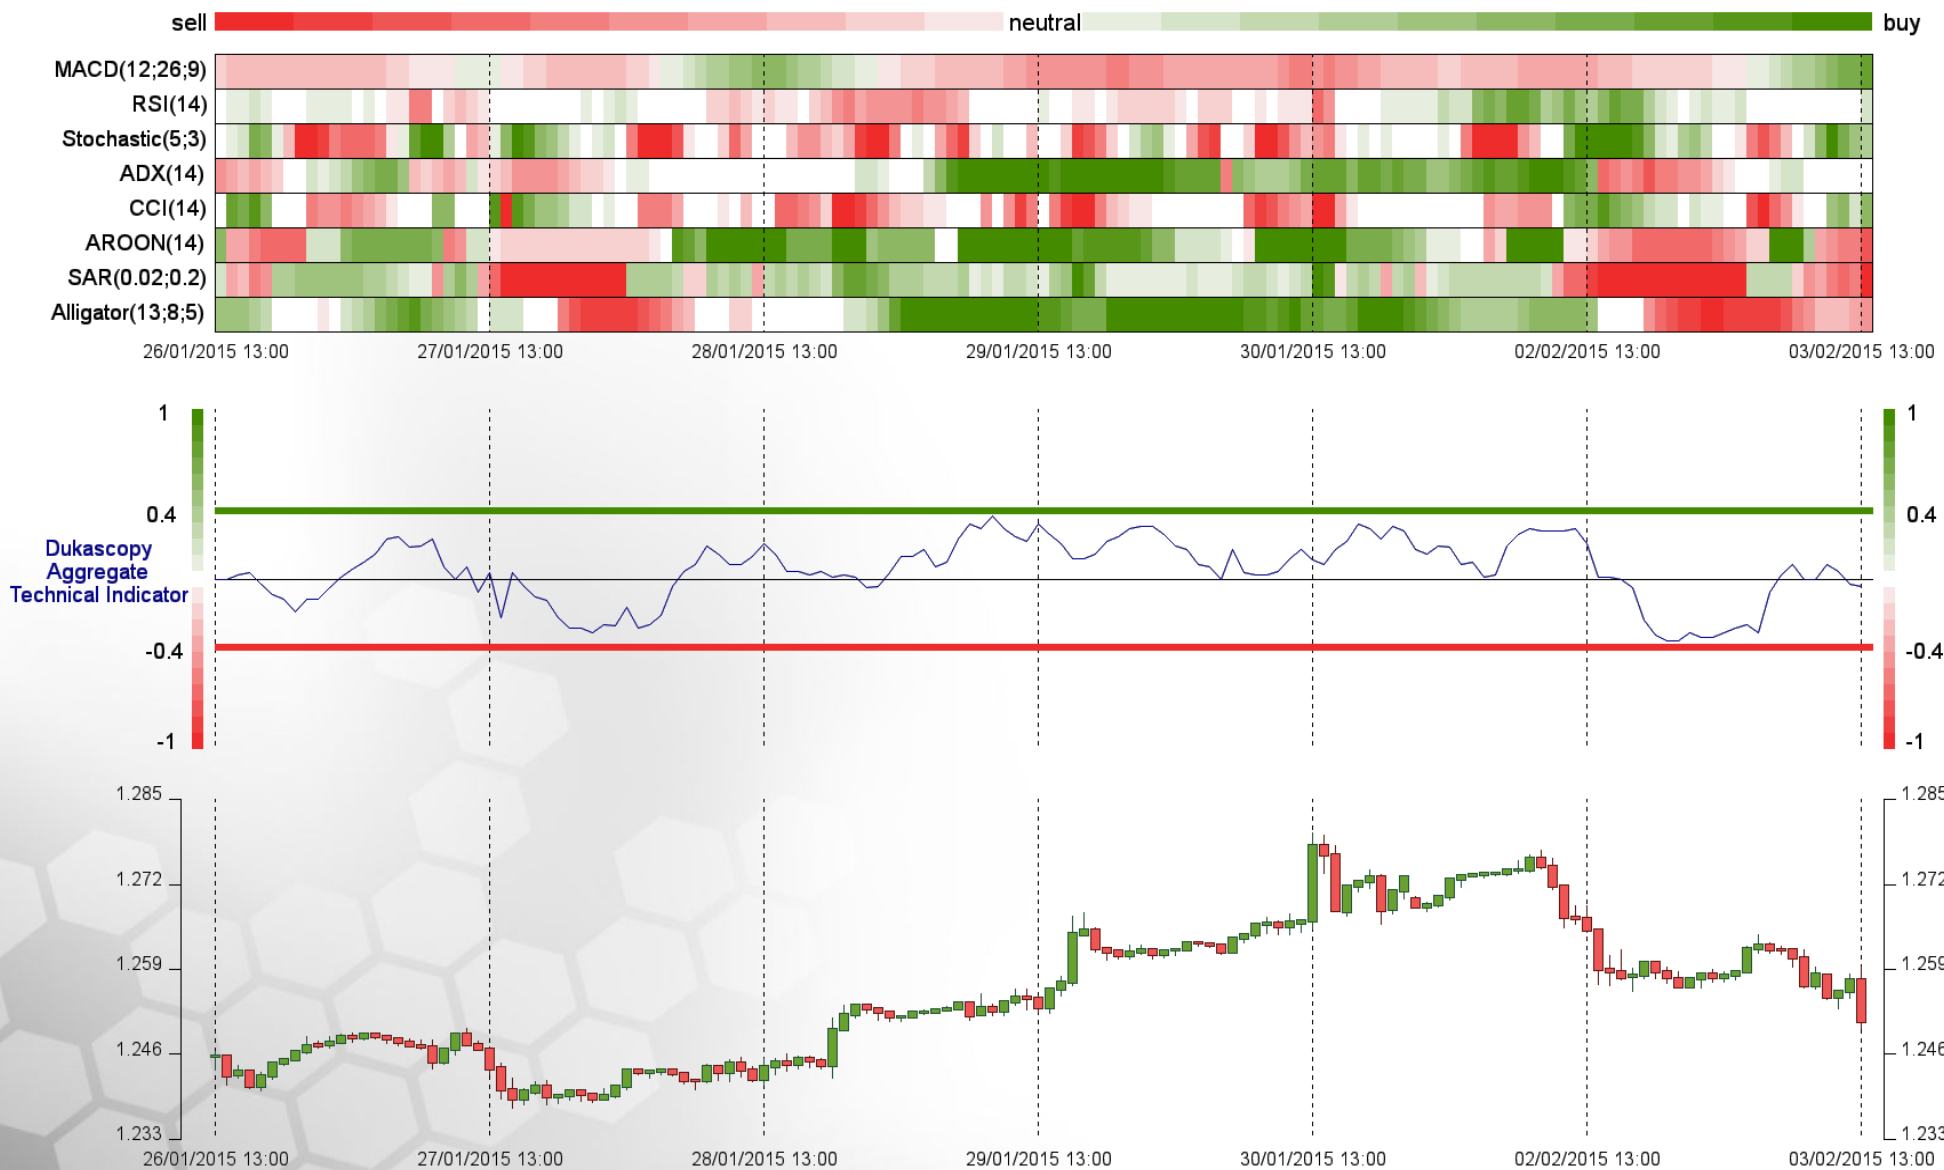 sell neutral buy
MACD(12;26;9)
RSI(14)
Stochastic(5;3)
ADX(14)
CCI(14)
AROON(14)
SAR(0.02;0.2)
Alligator(13;8;5)
26/01/2015 13:00 27/01/2015 13:00 28/01/2015 13:00 29/01/2015 13:00 30/01/2015 13:00 02/02/2015 13:00 03/02/2015 13:00
1 1
0.4 0.4
Dukascopy
Aggregate
Technical Indicator
-0.4 -0.4
-1 -1
1.285 1.285
1.272 1.272
1.259 1.259
1.246 1.246
1.233 1.233
26/01/2015 13:00 27/01/2015 13:00 28/01/2015 13:00 29/01/2015 13:00 30/01/2015 13:00 02/02/2015 13:00 03/02/2015 13:00